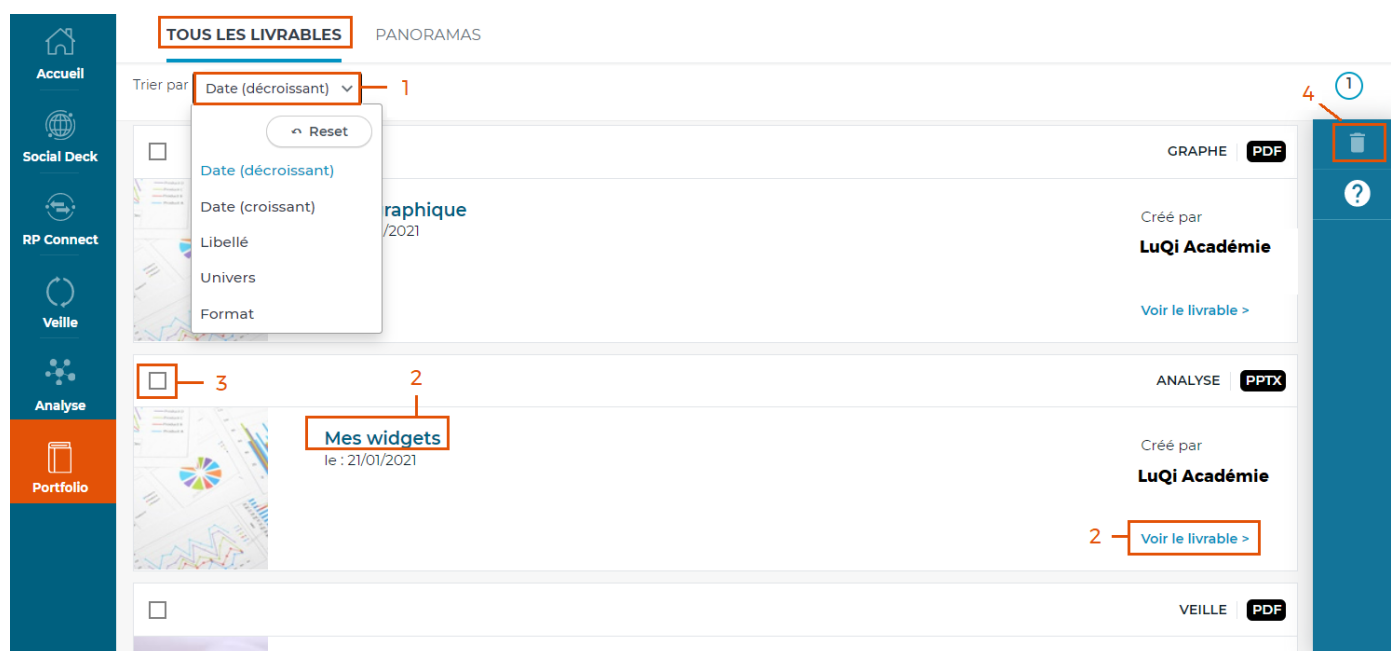 TOUS LES LIVRABLES PANORAMAS
Accueil
Trier par Date (décroissant) 1
4 1
Reset
Social Deck
GRAPHE PDF
Date (décroissant)
?
Date (croissant)
raphique
Créé par
/2021
RP Connect
Libellé
LuQi Académie
Univers
Format
Voir le livrable >
Veille
3
2
ANALYSE PPTX
Analyse
Mes widgets
Créé par
le : 21/01/2021
LuQi Académie
Portfolio
2 Voir le livrable >
VEILLE PDF